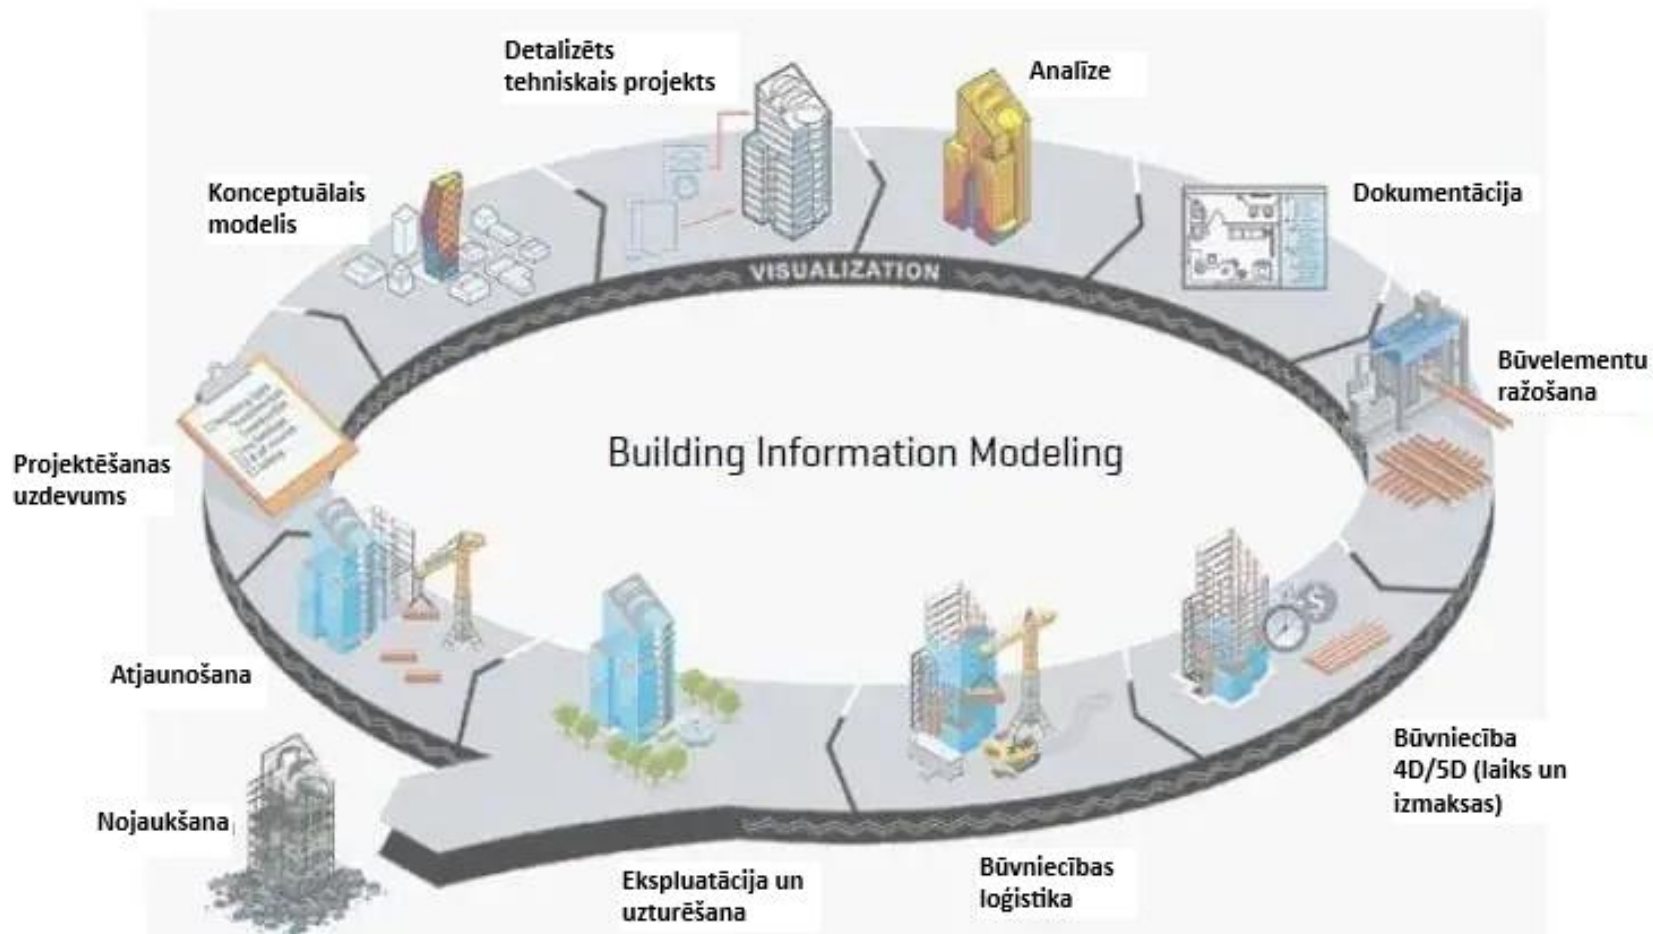 Detalizēts
tehniskais projekts
Analīze
Konceptuālais
modelis
Dokumentācija
VISUALIZATION
Būvelementu
ražošana
Building Information Modeling
Projektēšanas
uzdevums
Atjaunošana
Būvniecība
4D/5D (laiks un
izmaksas)
Nojaukšana
Ekspluatācija un
uzturēšana
Būvniecības
loģistika
$